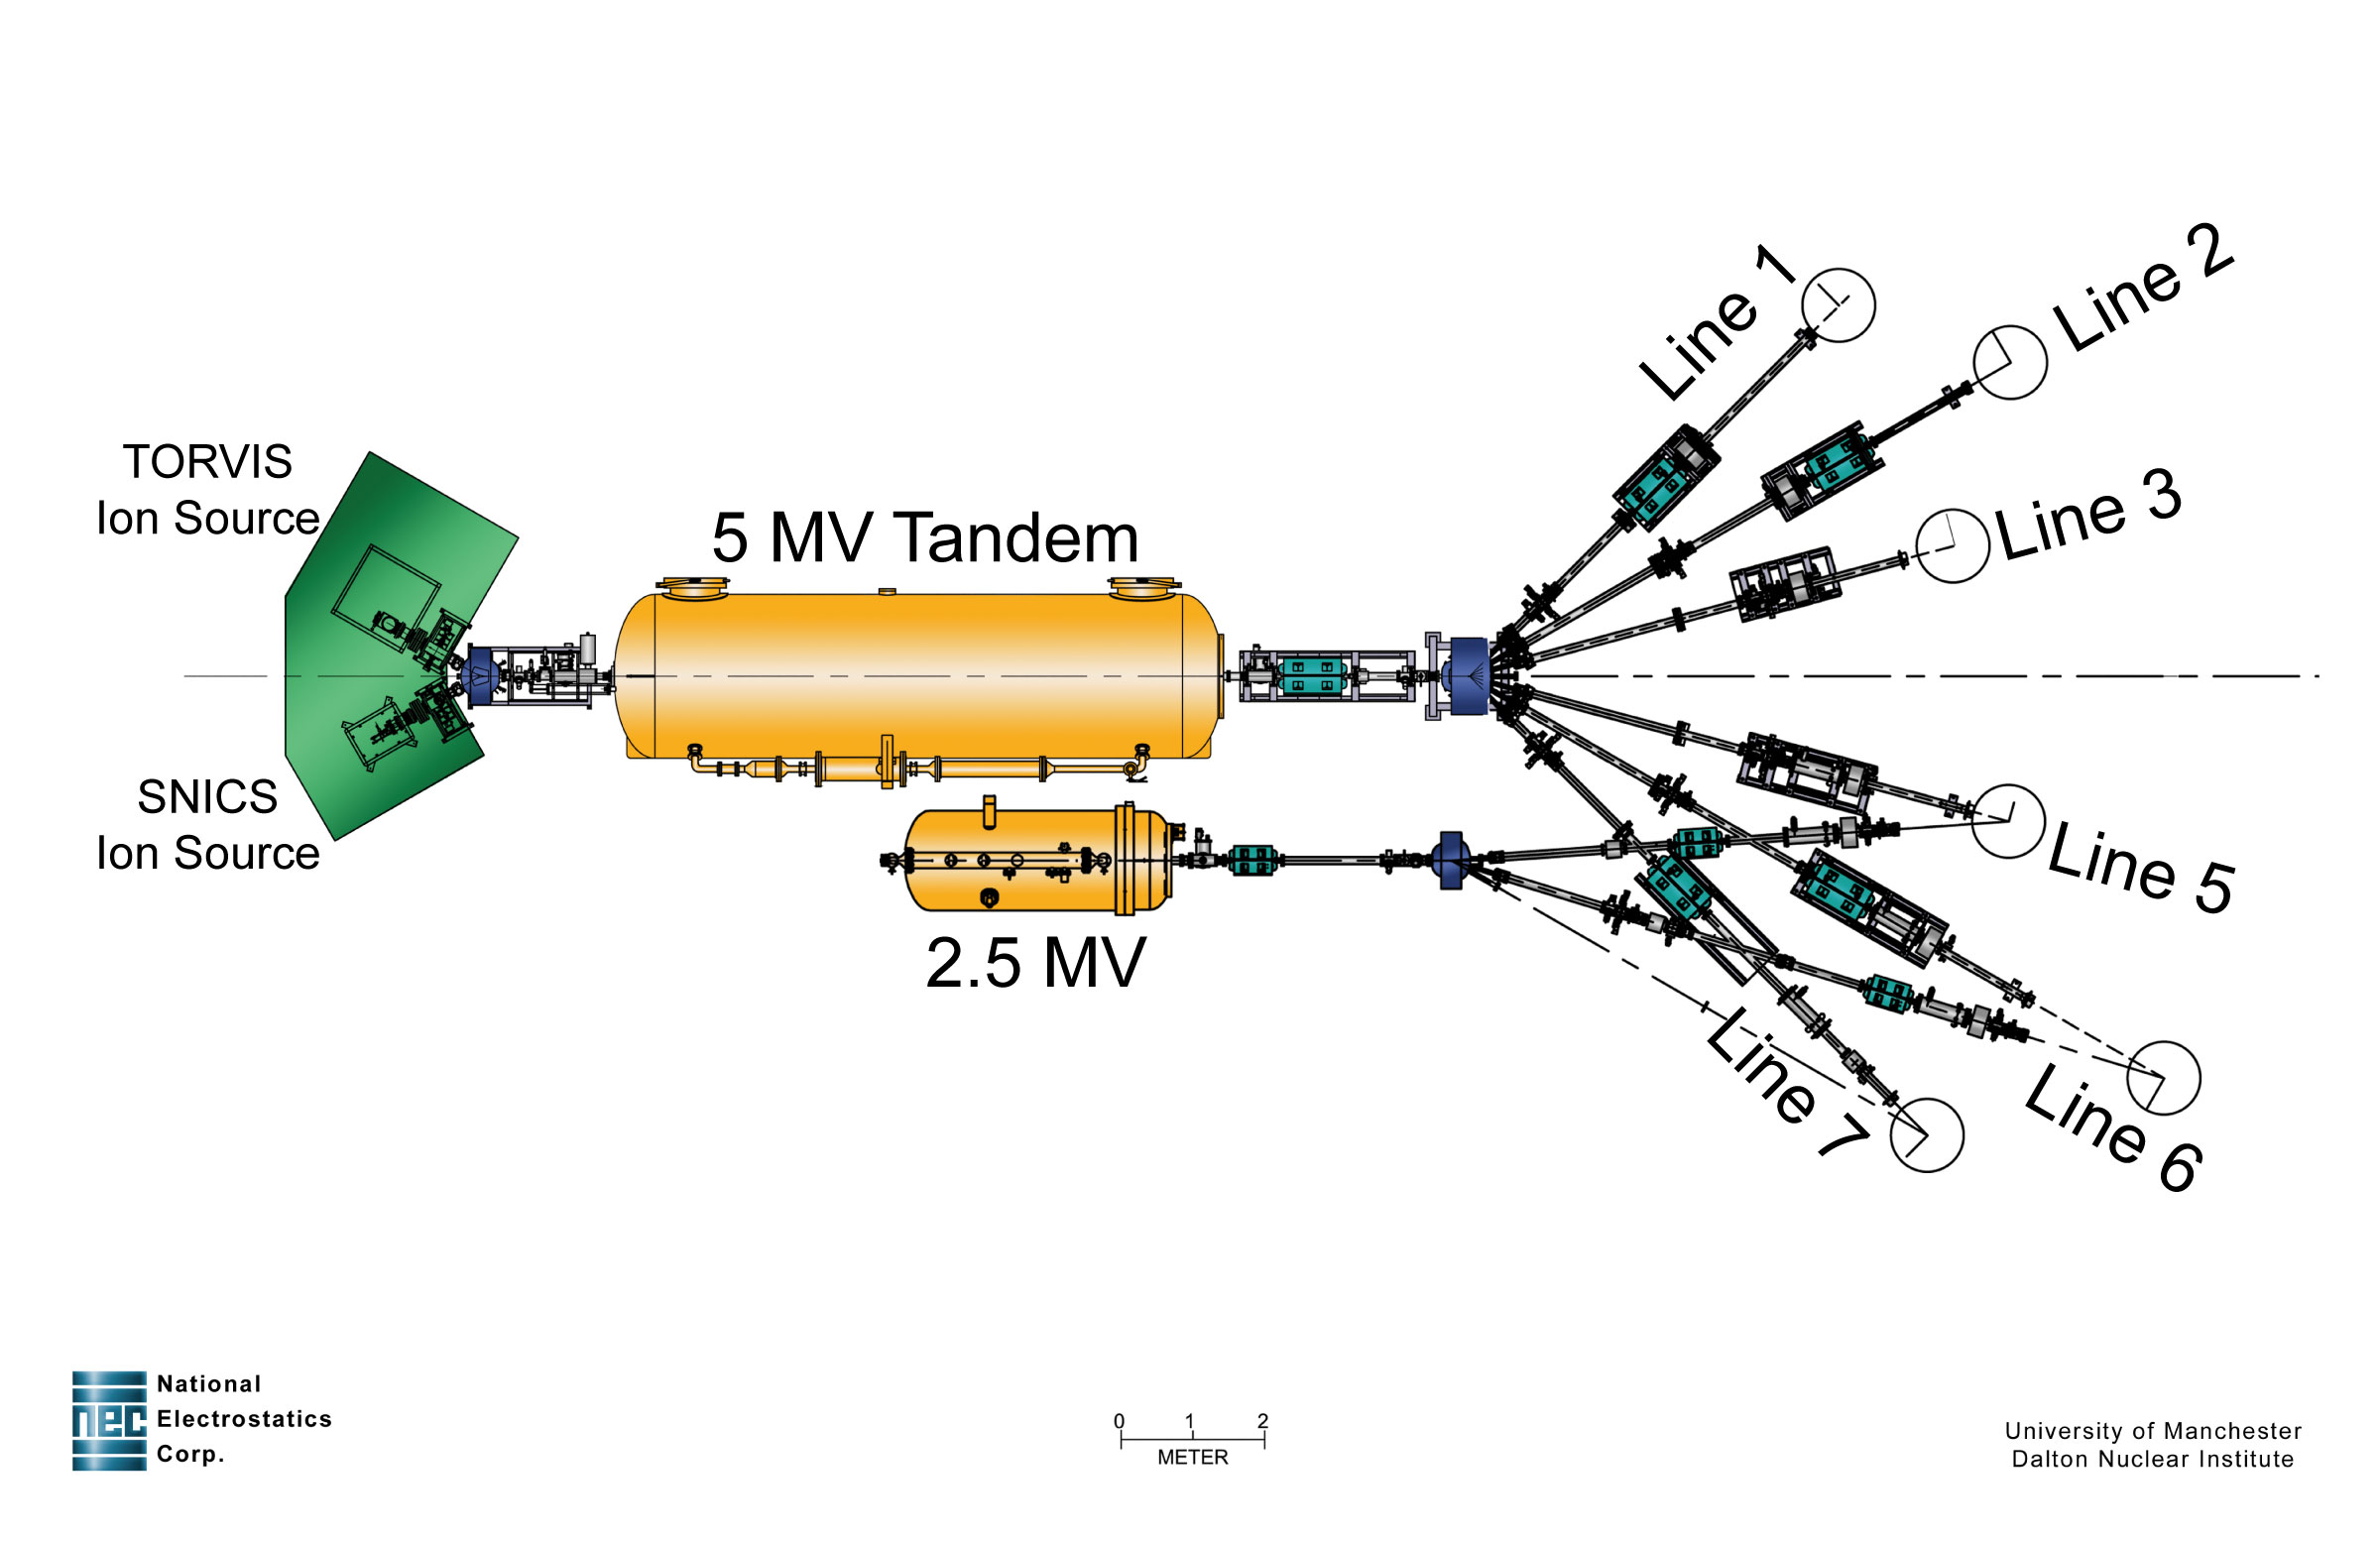 TORVIS
Ion Source
SNICS
Ion Source
5 MV Tandem
2.5 MV
Line 1
Line 2
Line 3
Line 5
Line 6
Line 7
nec
National
Electrostatics
Corp.
0 1 2
METER
University of Manchester
Dalton Nuclear Institute